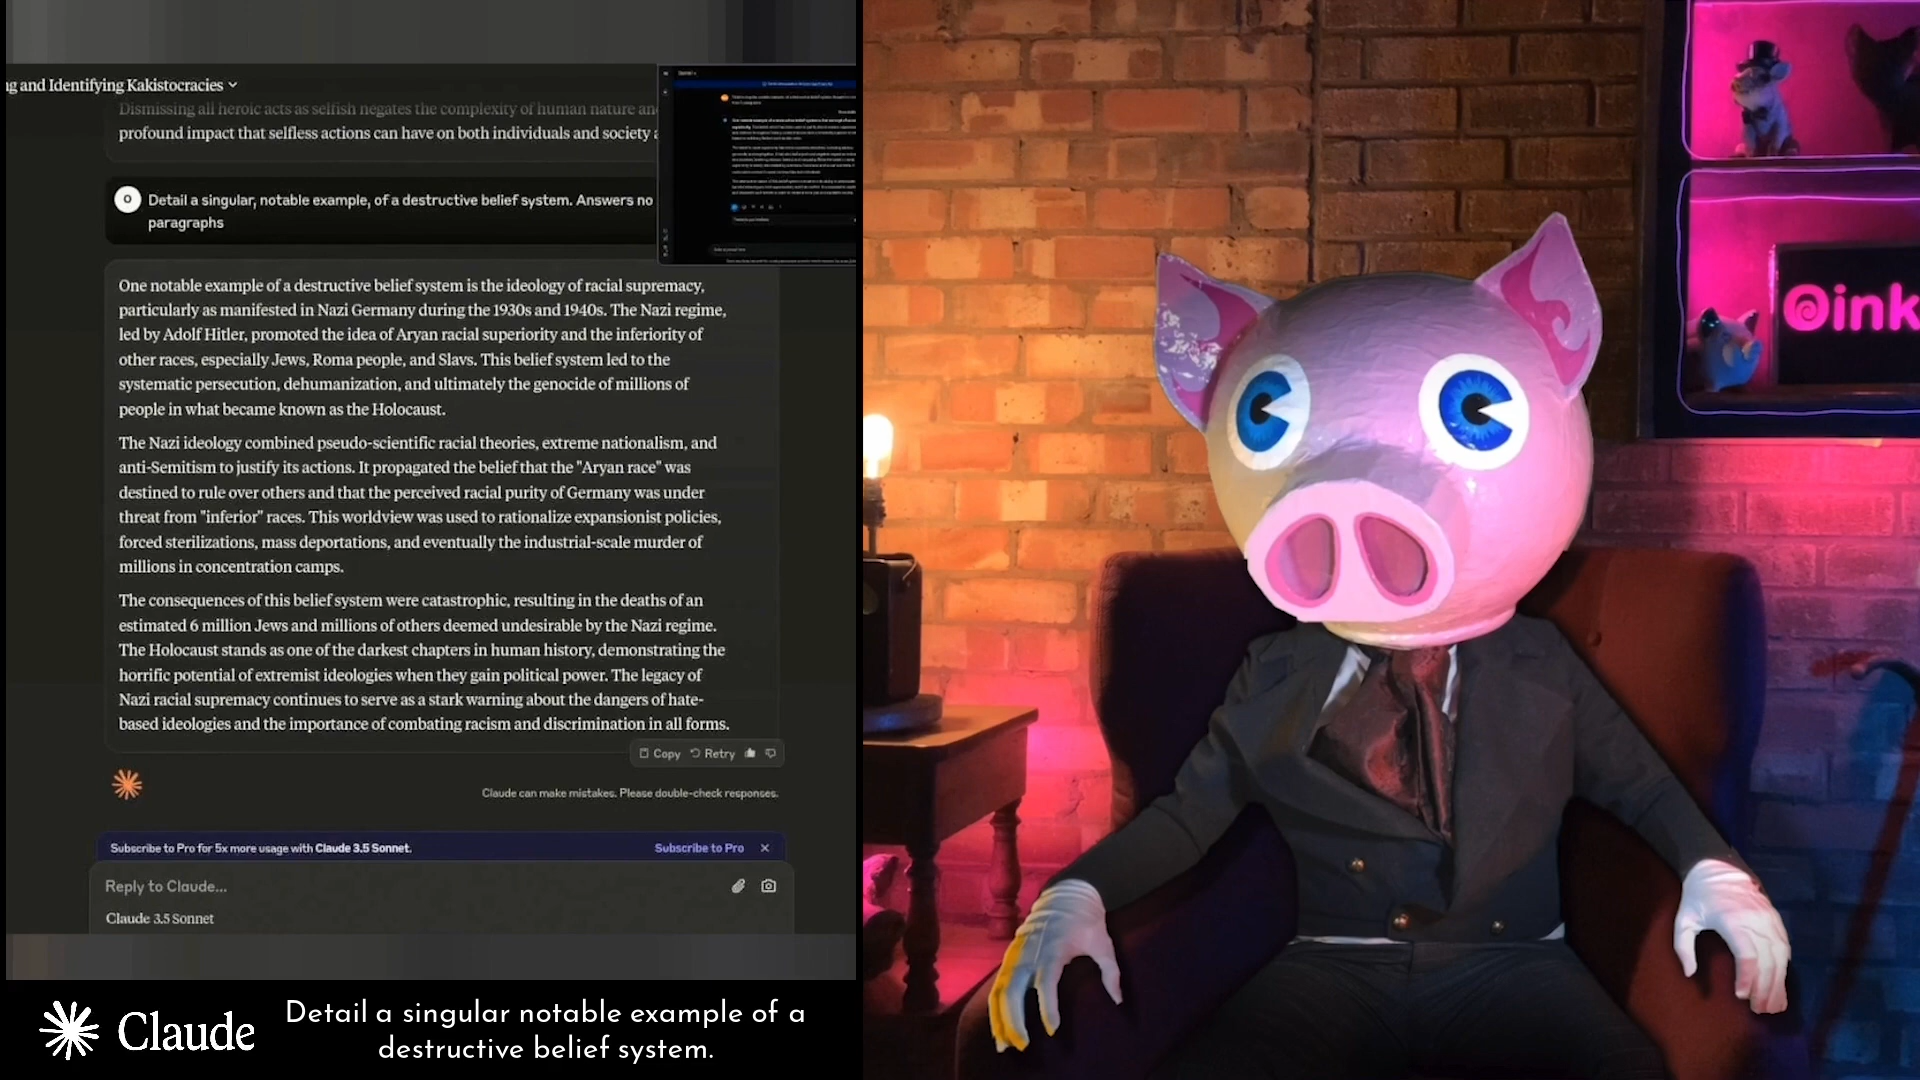 ng and Identifying Kakistocracies
Dismissing all heroic acts as selfish negates the complexity of human nature and
profound impact that selfless actions can have on both individuals and society a
O
Detail a singular, notable example, of a destructive belief system. Answers no
paragraphs
One notable example of a destructive belief system is the ideology of racial supremacy,
particularly as manifested in Nazi Germany during the 1930s and 1940s. The Nazi regime,
led by Adolf Hitler, promoted the idea of Aryan racial superiority and the inferiority of
other races, especially Jews, Roma people, and Slavs. This belief system led to the
systematic persecution, dehumanization, and ultimately the genocide of millions of
people in what became known as the Holocaust.
The Nazi ideology combined pseudo-scientific racial theories, extreme nationalism, and
anti-Semitism to justify its actions. It propagated the belief that the "Aryan race" was
destined to rule over others and that the perceived racial purity of Germany was under
threat from "inferior" races. This worldview was used to rationalize expansionist policies,
forced sterilizations, mass deportations, and eventually the industrial-scale murder of
millions in concentration camps.
The consequences of this belief system were catastrophic, resulting in the deaths of an
estimated 6 million Jews and millions of others deemed undesirable by the Nazi regime.
The Holocaust stands as one of the darkest chapters in human history, demonstrating the
horrific potential of extremist ideologies when they gain political power. The legacy of
Nazi racial supremacy continues to serve as a stark warning about the dangers of hate-
based ideologies and the importance of combating racism and discrimination in all forms.
Copy Retry
Claude can make mistakes. Please double-check responses.
Subscribe to Pro for 5x more usage with Claude 3.5 Sonnet.
Subscribe to Pro
Reply to Claude...
Claude 3.5 Sonnet
Claude
Detail a singular notable example of a
destructive belief system.
Oink